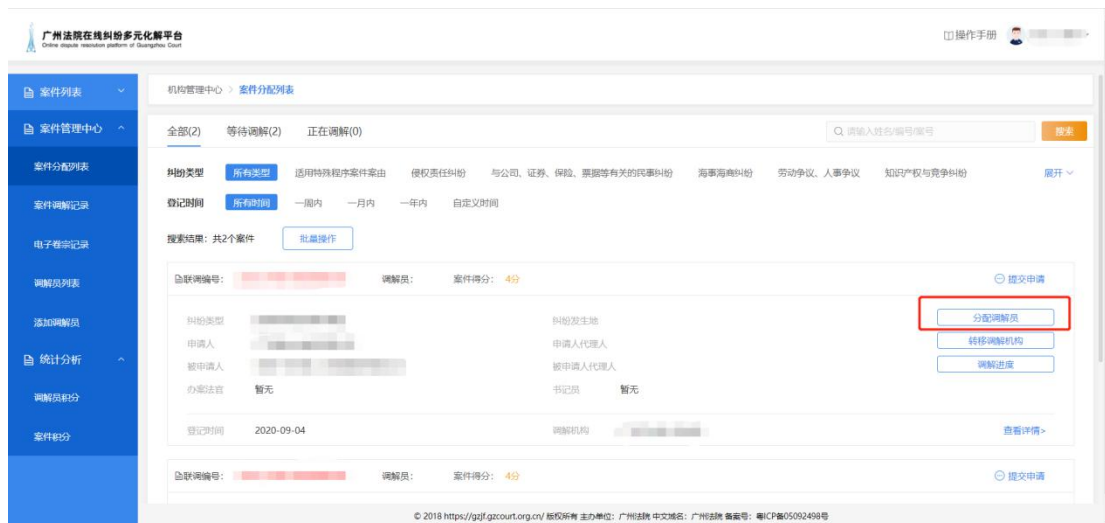 广州法院在线纠纷多元化解平台
Online dispute resolution platform of Guangzhou Court
操作手册
案件列表
案件管理中心
案件分配列表
案件调解记录
电子卷宗记录
调解员列表
添加调解员
统计分析
调解员积分
案件积分
机构管理中心 > 案件分配列表
全部(2) 等待调解(2) 正在调解(0) 请输入姓名/编号/案号 搜索
纠纷类型 所有类型 适用特殊程序案件案由 侵权责任纠纷 与公司、证券、保险、票据等有关的民事纠纷 海事海商纠纷 劳动争议、人事争议 知识产权与竞争纠纷 展开
登记时间 所有时间 一周内 一月内 一年内 自定义时间
搜索结果：共2个案件 批量操作
联调编号： 调解员： 案件得分： 4分 提交申请
纠纷类型 纠纷发生地 分配调解员
申请人 申请人代理人 转移调解机构
被申请人 被申请人代理人 调解进度
办案法官 暂无 书记员 暂无
登记时间 2020-09-04 调解机构 查看详情>
联调编号： 调解员： 案件得分： 4分 提交申请
© 2018 https://gzjf.gzcourt.org.cn/ 版权所有 主办单位：广州法院 中文域名：广州法院 备案号：粤ICP备05092498号